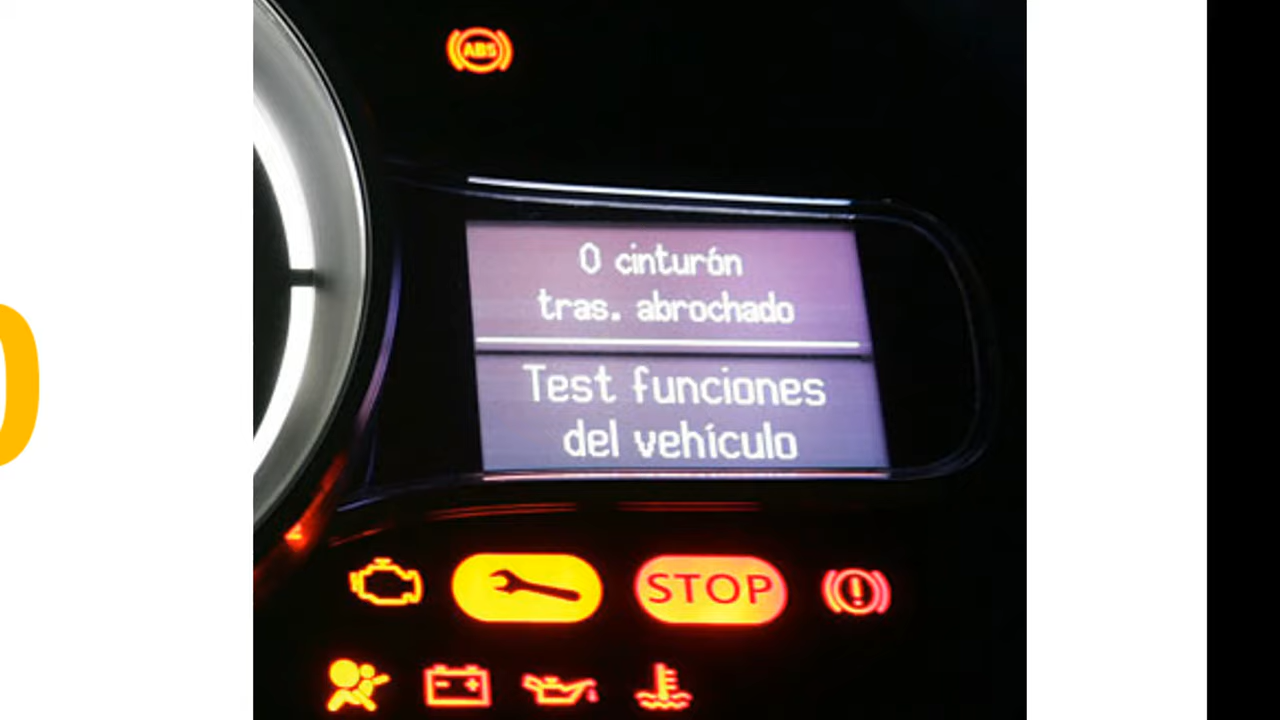 ABS
0 cinturón
tras. abrochado
Test funciones
del vehículo
STOP